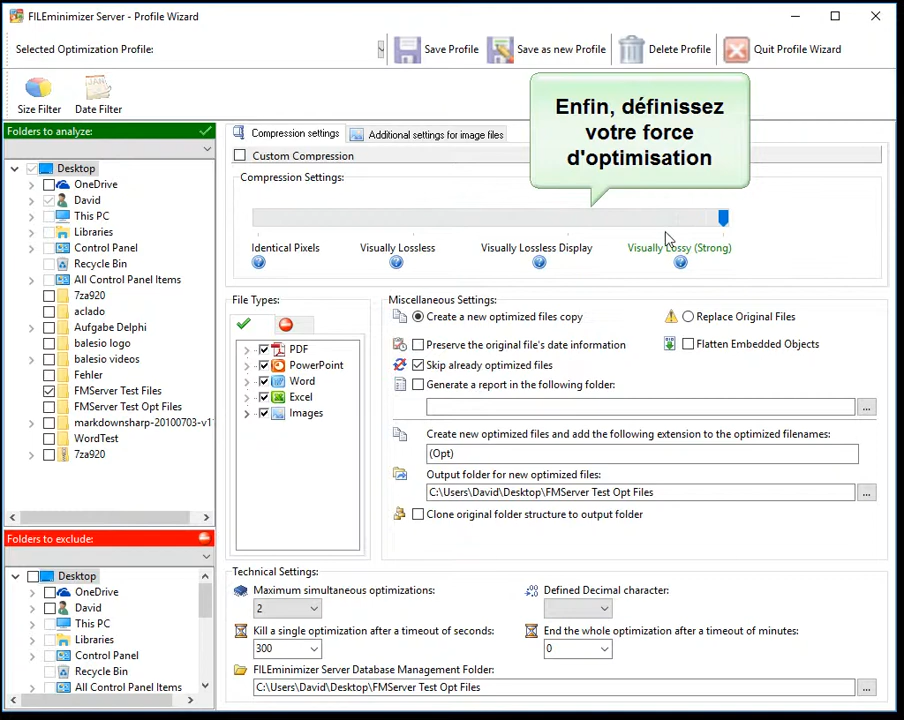 FILEminimizer Server - Profile Wizard
Selected Optimization Profile:
Save Profile
Save as new Profile
Delete Profile
Quit Profile Wizard
JAN
Size Filter
Date Filter
Enfin, définissez
votre force
d'optimisation
Folders to analyze:
Desktop
OneDrive
David
This PC
Libraries
Control Panel
Recycle Bin
All Control Panel Items
7za920
aclado
Aufgabe Delphi
balesio logo
balesio videos
Fehler
FMServer Test Files
FMServer Test Opt Files
markdownsharp-20100703-v1
WordTest
7za920
Folders to exclude:
Desktop
OneDrive
David
This PC
Libraries
Control Panel
Recycle Bin
All Control Panel Items
Compression settings
Additional settings for image files
Custom Compression
Compression Settings:
Identical Pixels
Visually Lossless
Visually Lossless Display
Visually Lossy (Strong)
File Types:
PDF
PowerPoint
Word
Excel
Images
Miscellaneous Settings:
Create a new optimized files copy
Replace Original Files
Preserve the original file's date information
Flatten Embedded Objects
Skip already optimized files
Generate a report in the following folder:
...
Create new optimized files and add the following extension to the optimized filenames:
(Opt)
Output folder for new optimized files:
C:\Users\David\Desktop\FMServer Test Opt Files
...
Clone original folder structure to output folder
Technical Settings:
Maximum simultaneous optimizations:
2
Defined Decimal character:
Kill a single optimization after a timeout of seconds:
300
End the whole optimization after a timeout of minutes:
0
FILEminimizer Server Database Management Folder:
C:\Users\David\Desktop\FMServer Test Opt Files
...